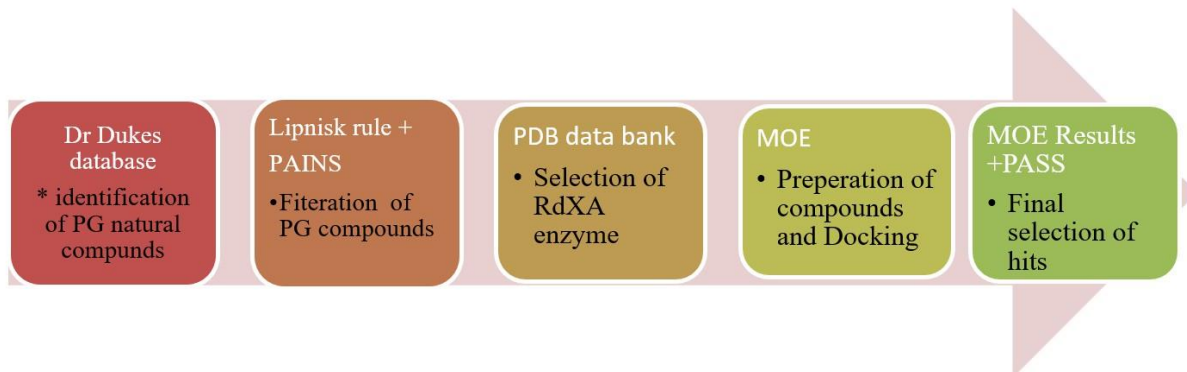 Dr Dukes
database
* identification
of PG natural
compunds
Lipnisk rule +
PAINS
•Fiteration of
PG compounds
PDB data bank
• Selection of
RdXA
enzyme
MOE
• Preperation of
compounds
and Docking
MOE Results
+PASS
• Final
selection of
hits